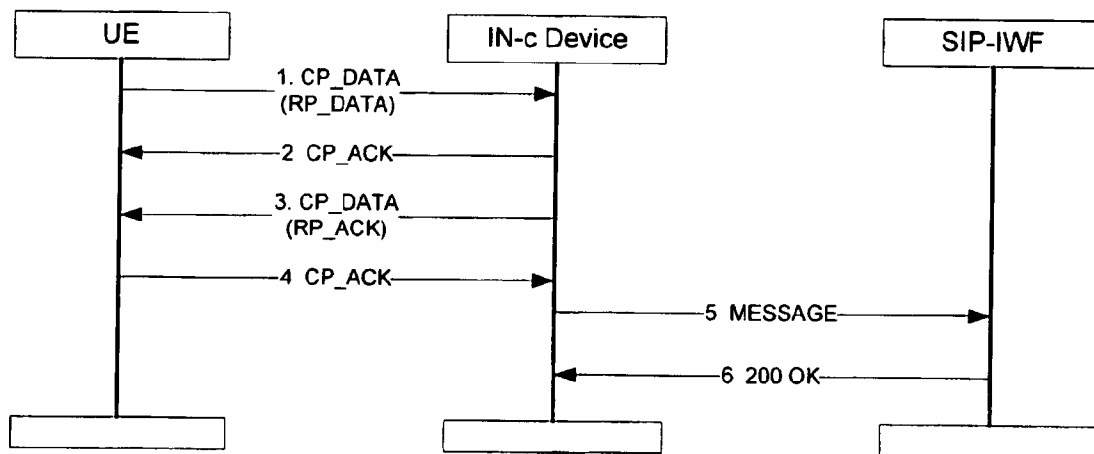 UE
IN-c Device
SIP-IWF
1. CP_DATA
(RP_DATA)
2 CP_ACK
3. CP_DATA
(RP_ACK)
4 CP_ACK
5 MESSAGE
6 200 OK